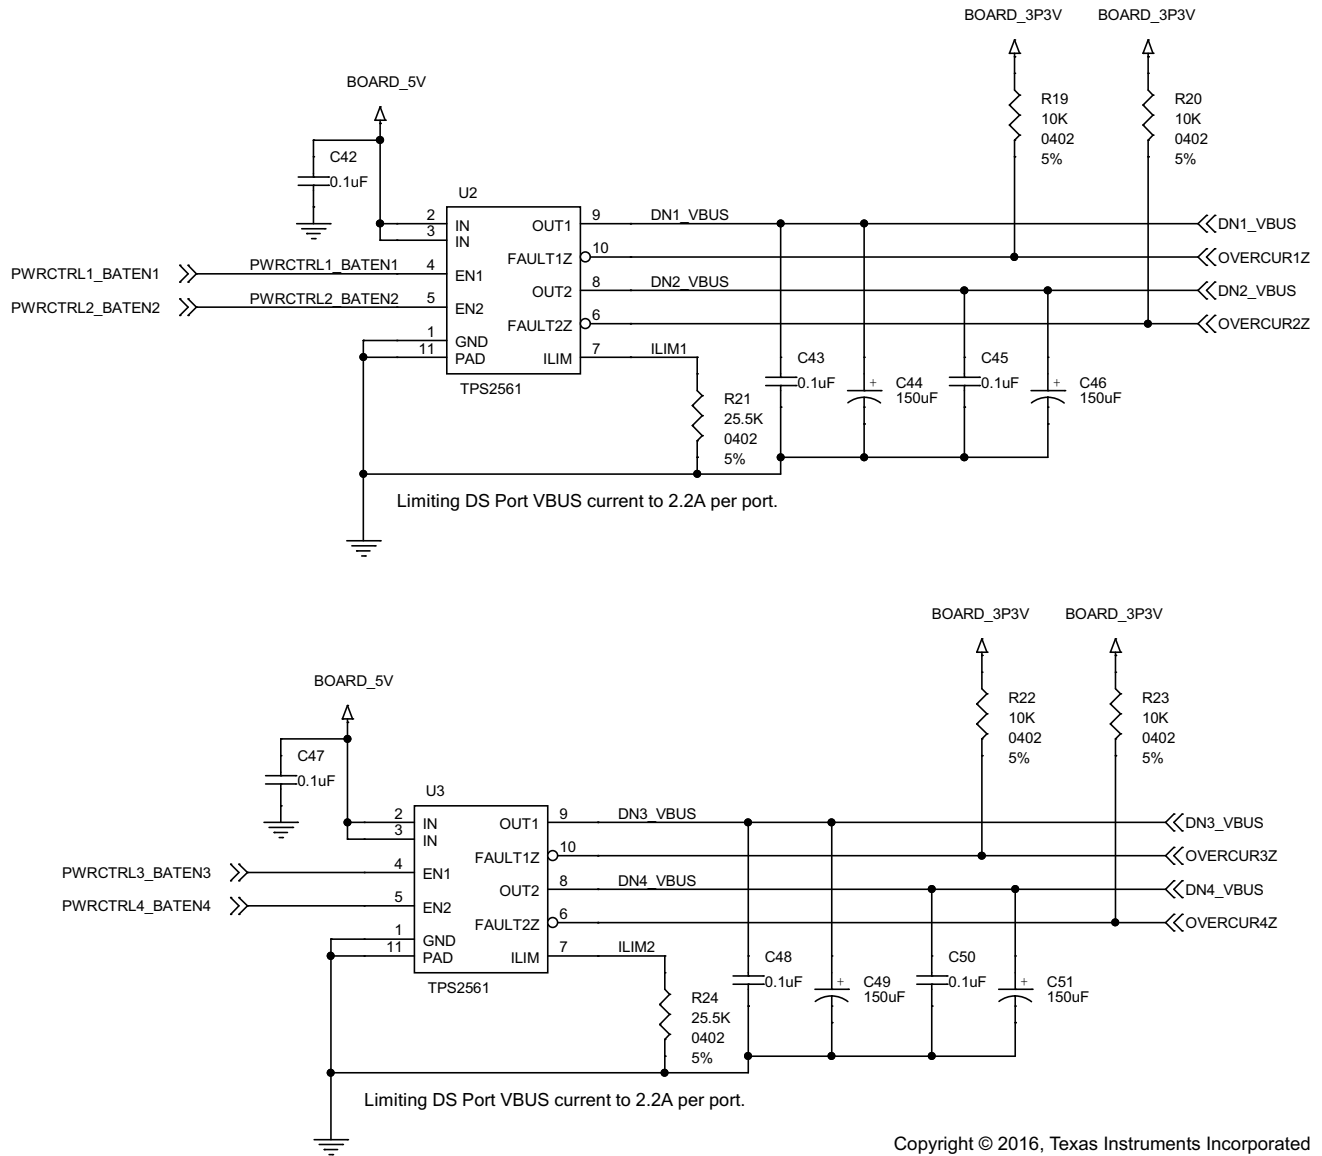 BOARD_3P3V BOARD_3P3V
BOARD_5V
R19 R20
10K 10K
0402 0402
5% 5%
C42
0.1uF
U2
2 IN OUT1 9 DN1_VBUS DN1_VBUS
3 IN
FAULT1Z 10 OVERCUR1Z
PWRCTRL1_BATEN1 PWRCTRL1_BATEN1 4 EN1
OUT2 8 DN2_VBUS DN2_VBUS
PWRCTRL2_BATEN2 PWRCTRL2_BATEN2 5 EN2
FAULT2Z 6 OVERCUR2Z
1 GND
11 PAD ILIM 7 ILIM1
TPS2561
C43 C45
0.1uF 0.1uF
+ C44 + C46
150uF 150uF
R21
25.5K
0402
5%
Limiting DS Port VBUS current to 2.2A per port.
BOARD_3P3V BOARD_3P3V
BOARD_5V
R22 R23
10K 10K
0402 0402
5% 5%
C47
0.1uF
U3
2 IN OUT1 9 DN3_VBUS DN3_VBUS
3 IN
FAULT1Z 10 OVERCUR3Z
PWRCTRL3_BATEN3 4 EN1
OUT2 8 DN4_VBUS DN4_VBUS
PWRCTRL4_BATEN4 5 EN2
FAULT2Z 6 OVERCUR4Z
1 GND
11 PAD ILIM 7 ILIM2
TPS2561
C48 C50
0.1uF 0.1uF
+ C49 + C51
150uF 150uF
R24
25.5K
0402
5%
Limiting DS Port VBUS current to 2.2A per port.
Copyright © 2016, Texas Instruments Incorporated